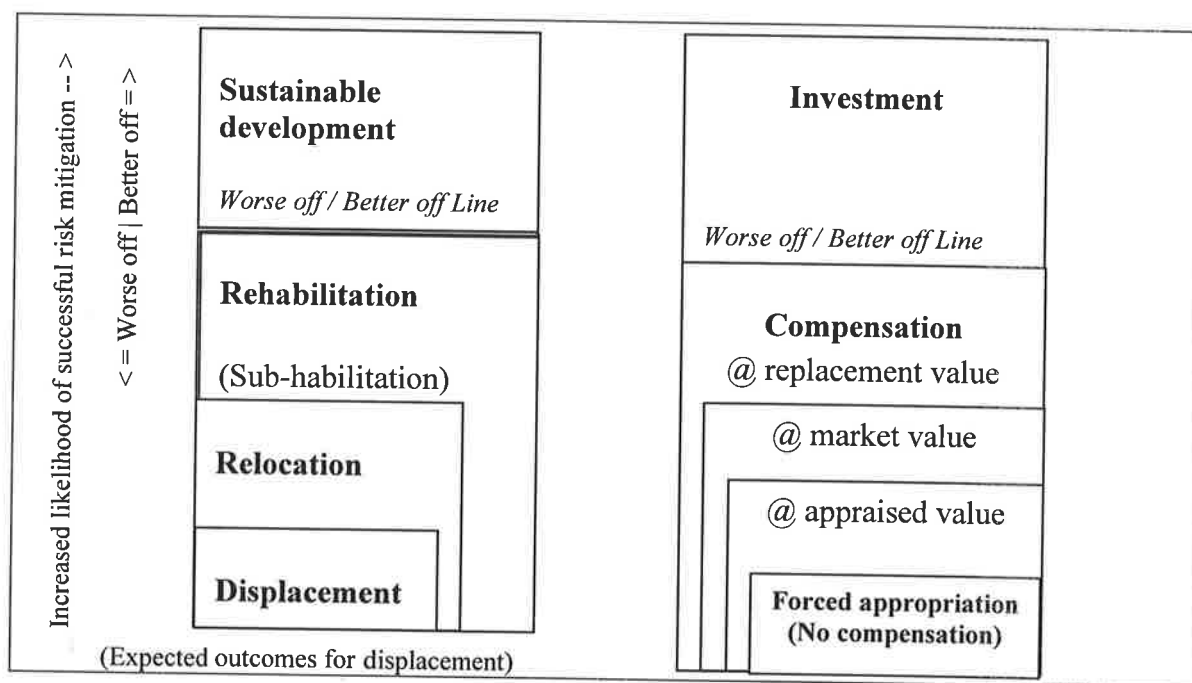 Increased likelihood of successful risk mitigation -- >
< = Worse off | Better off = >
Sustainable
development
Worse off / Better off Line
Rehabilitation
(Sub-habilitation)
Relocation
Displacement
(Expected outcomes for displacement)
Investment
Worse off / Better off Line
Compensation
@ replacement value
@ market value
@ appraised value
Forced appropriation
(No compensation)